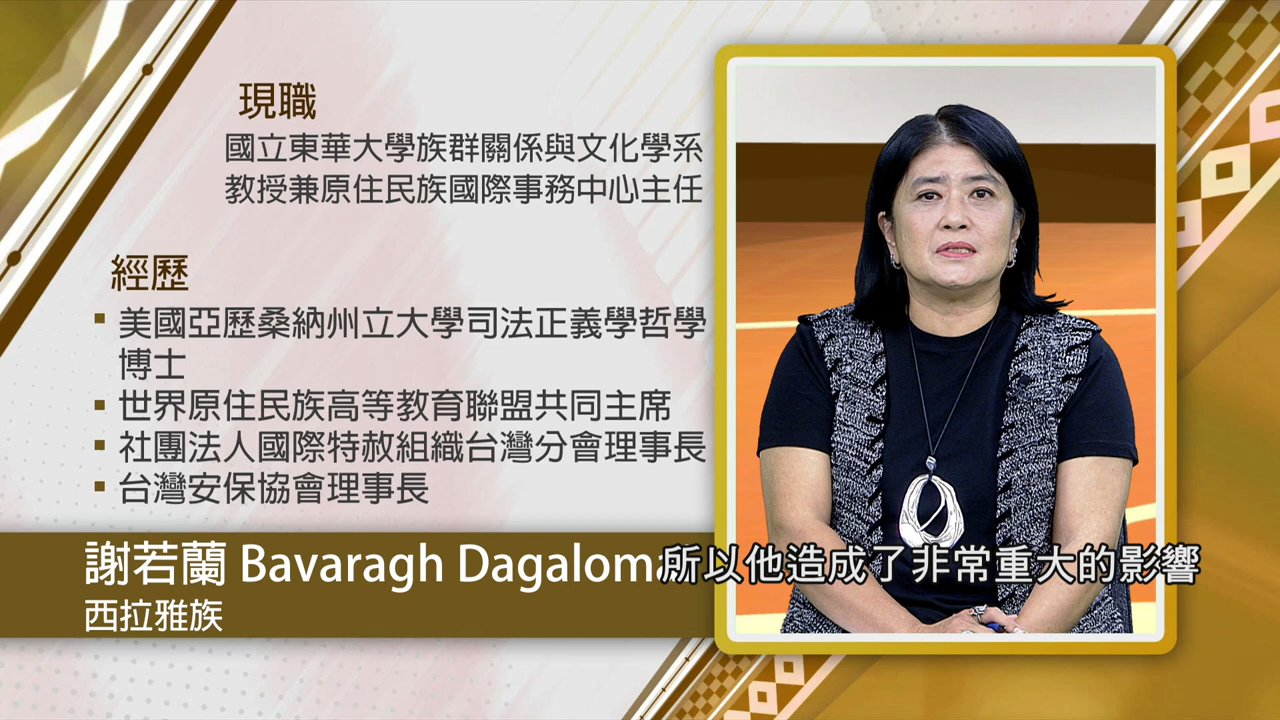 現職
國立東華大學族群關係與文化學系
教授兼原住民族國際事務中心主任
經歷
美國亞歷桑納州立大學司法正義學哲學
博士
世界原住民族高等教育聯盟共同主席
社團法人國際特赦組織台灣分會理事長
台灣安保協會理事長
謝若蘭 Bavaragh Dagaloma
所以他造成了非常重大的影響
西拉雅族